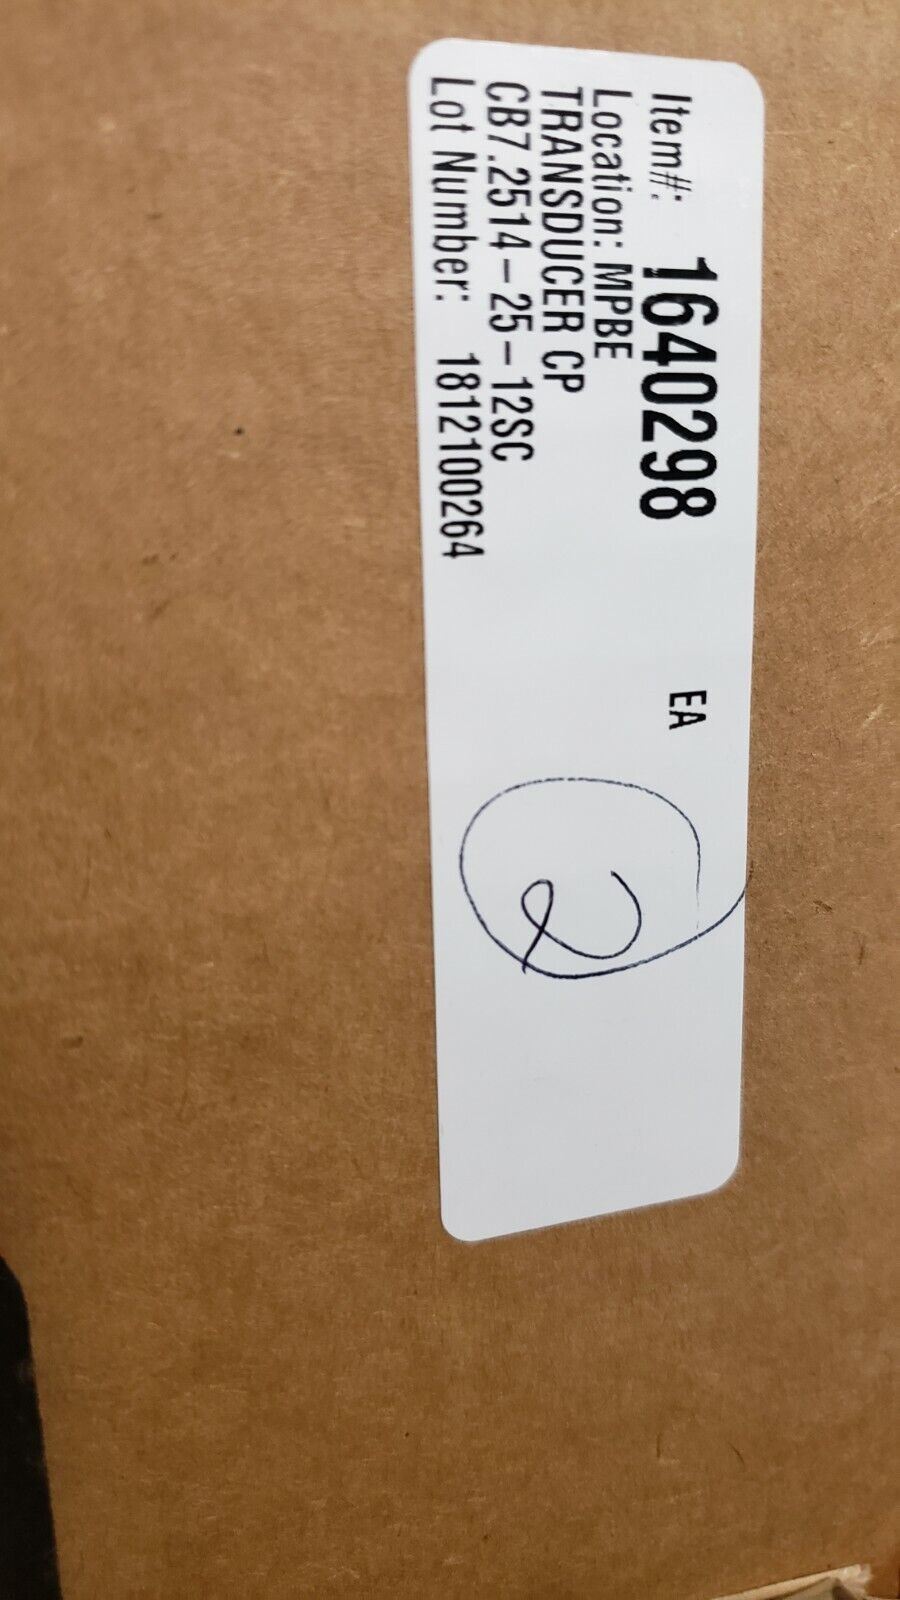 Item#: 1640298 EA
Location: MPBE
TRANSDUCER CP
CB7.2514-25-12SC
Lot Number: 1812100264
2